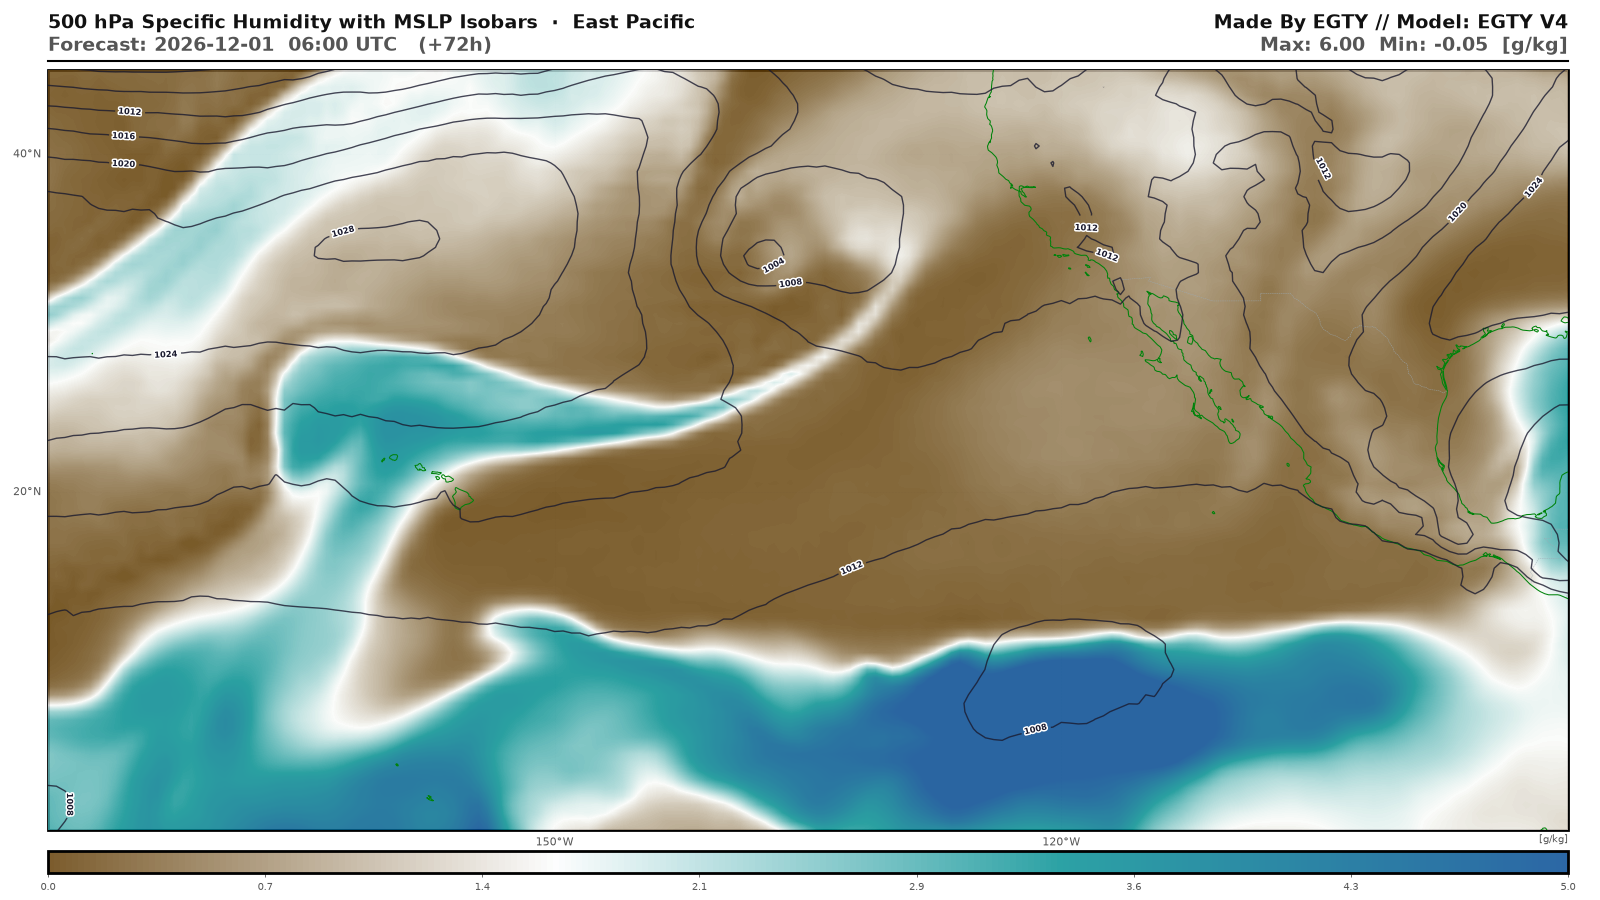 500 hPa Specific Humidity with MSLP Isobars · East Pacific
Made By EGTY // Model: EGTY V4
Forecast: 2026-12-01 06:00 UTC (+72h)
Max: 6.00 Min: -0.05 [g/kg]
1012
1016
40°N
1020
1012
1024
1020
1028
1012
1012
1004
1008
1024
20°N
1012
1008
1008
150°W
120°W
[g/kg]
0.0 0.7 1.4 2.1 2.9 3.6 4.3 5.0